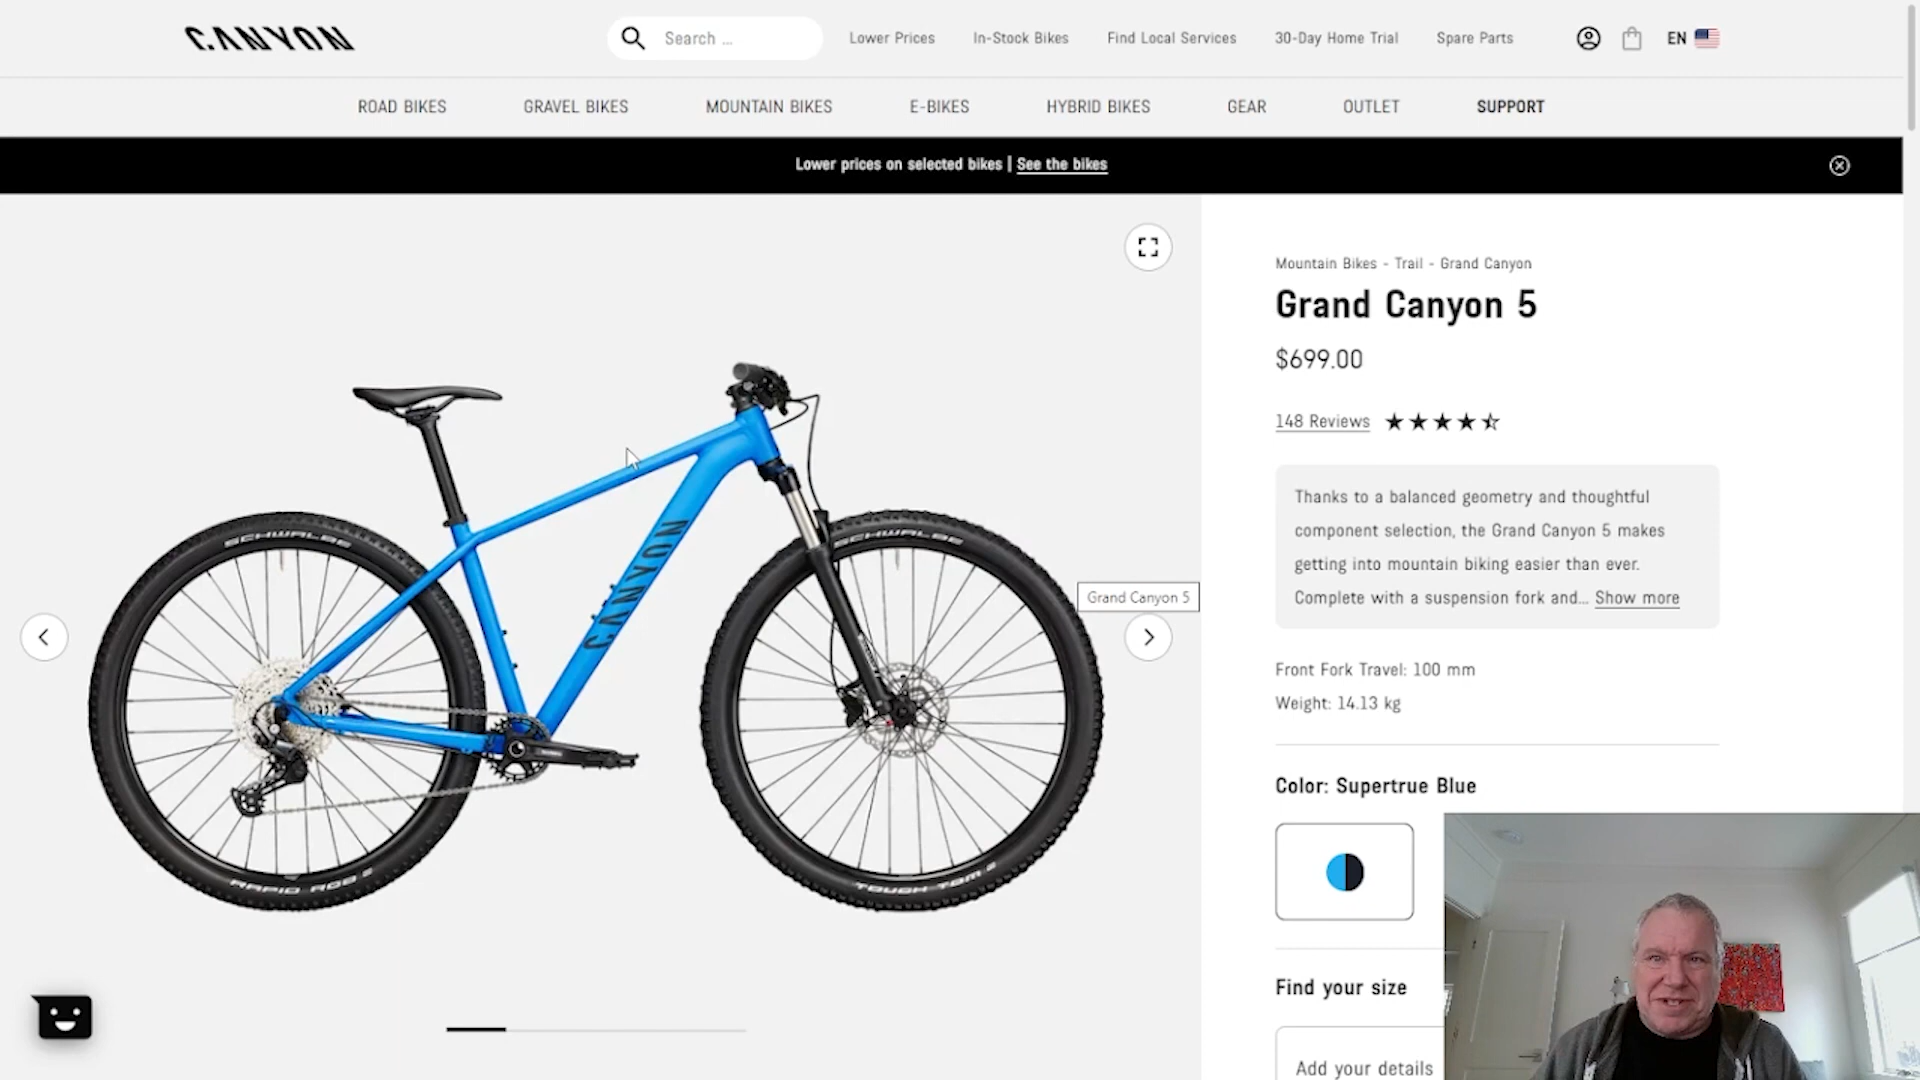 CANYON
Search ...
Lower Prices
In-Stock Bikes
Find Local Services
30-Day Home Trial
Spare Parts
EN
ROAD BIKES
GRAVEL BIKES
MOUNTAIN BIKES
E-BIKES
HYBRID BIKES
GEAR
OUTLET
SUPPORT
Lower prices on selected bikes | See the bikes
Mountain Bikes - Trail - Grand Canyon
Grand Canyon 5
$699.00
148 Reviews
Thanks to a balanced geometry and thoughtful
component selection, the Grand Canyon 5 makes
getting into mountain biking easier than ever.
Complete with a suspension fork and... Show more
Front Fork Travel: 100 mm
Weight: 14.13 kg
Color: Supertrue Blue
Find your size
Add your details
SCHWALBE
SCHWALBE
CANYON
Grand Canyon 5
RAPID ROB
TOUGH TOM